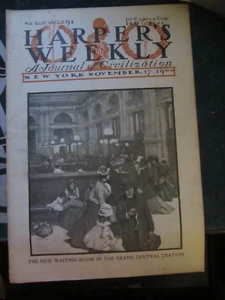 HARPER'S
WEEKLY
A Journal of Civilization
NEW YORK NOVEMBER 17 1900
THE NEW WAITING-ROOM IN THE GRAND CENTRAL STATION